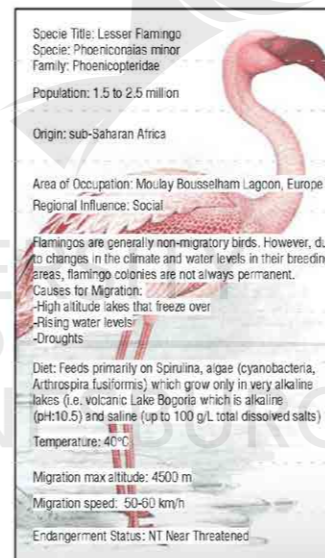 Specie Title: Lesser Flamingo
Specie: Phoeniconaias minor
Family: Phoenicopteridae
Population: 1.5 to 2.5 million
Origin: sub-Saharan Africa
Area of Occupation: Moulay Bousselham Lagoon, Europe
Regional Influence: Social
Flamingos are generally non-migratory birds. However, du
to changes in the climate and water levels in their breedin
areas, flamingo colonies are not always permanent.
Causes for Migration:
-High altitude lakes that freeze over
-Rising water levels
-Droughts
Diet: Feeds primarily on Spirulina, algae (cyanobacteria,
Arthrospira fusiformis) which grow only in very alkaline
lakes (i.e. volcanic Lake Bogoria which is alkaline
(pH:10.5) and saline (up to 100 g/L total dissolved salts)
Temperature: 40°C
Migration max altitude: 4500 m
Migration speed: 50-60 km/h
Endangerment Status: NT Near Threatened